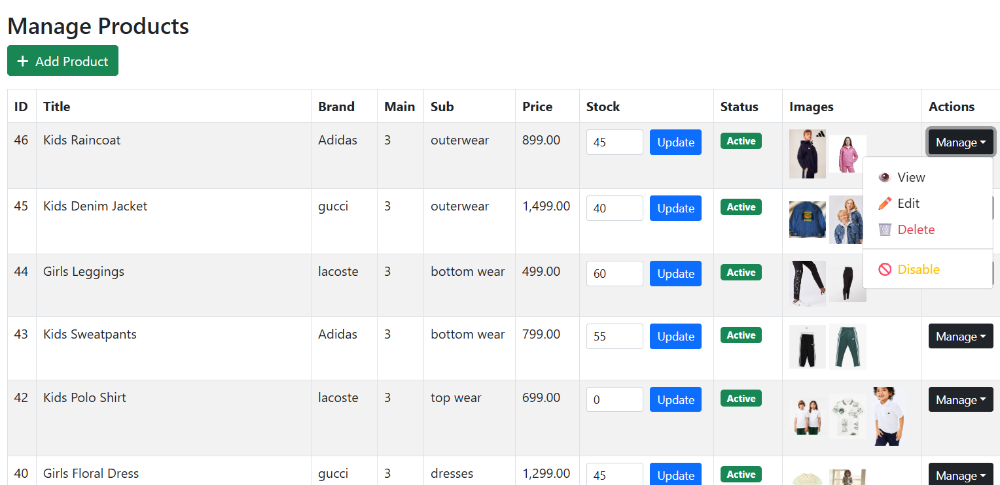 Manage Products
+ Add Product
ID Title Brand Main Sub Price Stock Status Images Actions
46 Kids Raincoat Adidas 3 outerwear 899.00 45 Update Active Manage
View
Edit
Delete
Disable
45 Kids Denim Jacket gucci 3 outerwear 1,499.00 40 Update Active
44 Girls Leggings lacoste 3 bottom wear 499.00 60 Update Active
43 Kids Sweatpants Adidas 3 bottom wear 799.00 55 Update Active Manage
42 Kids Polo Shirt lacoste 3 top wear 699.00 0 Update Active Manage
40 Girls Floral Dress gucci 3 dresses 1,299.00 45 Update Active Manage